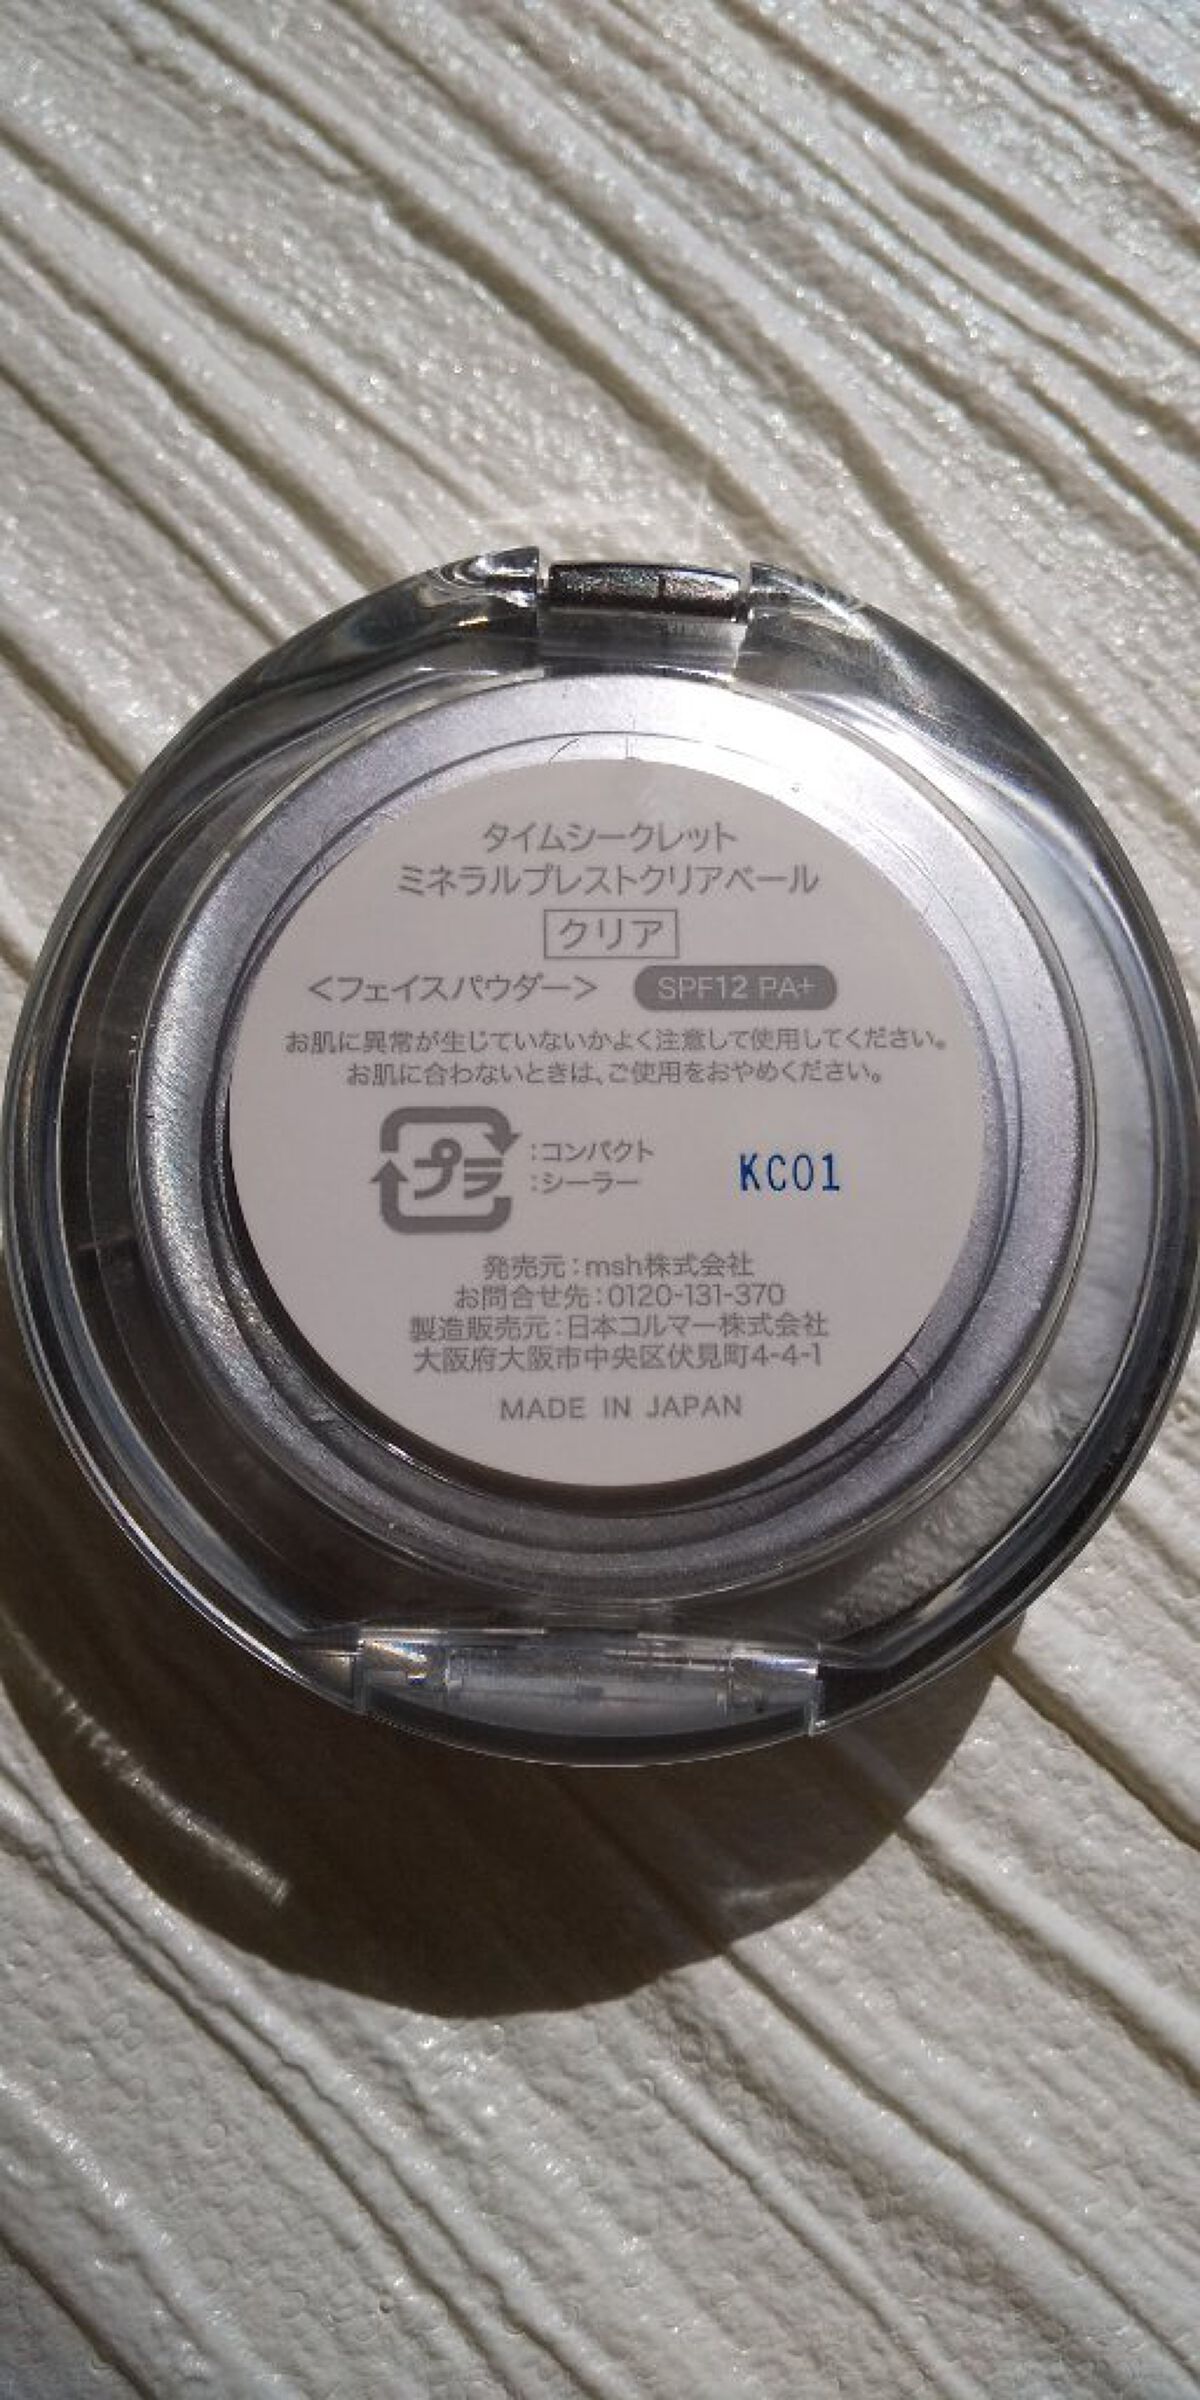 タイムシークレット
ミネラルプレストクリアベール
クリア
<フェイスパウダー> SPF12 PA+
お肌に異常が生じていないかよく注意して使用してください。
お肌に合わないときは、ご使用をおやめください。
プラ :コンパクト
:シーラー
KC01
発売元:msh株式会社
お問合せ先:0120-131-370
製造販売元:日本コルマー株式会社
大阪府大阪市中央区伏見町4-4-1
MADE IN JAPAN